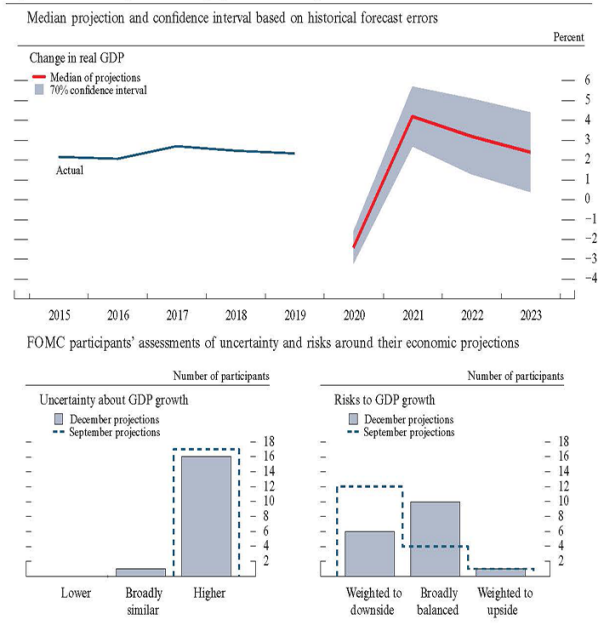 Median projection and confidence interval based on historical forecast errors
Percent
Change in real GDP
Median of projections
70% confidence interval
Actual
6
5
4
3
2
1
0
−1
−2
−3
−4
2015 2016 2017 2018 2019 2020 2021 2022 2023
FOMC participants’ assessments of uncertainty and risks around their economic projections
Number of participants
Uncertainty about GDP growth
December projections
September projections
18
16
14
12
10
8
6
4
2
Lower Broadly similar Higher
Number of participants
Risks to GDP growth
December projections
September projections
18
16
14
12
10
8
6
4
2
Weighted to downside Broadly balanced Weighted to upside